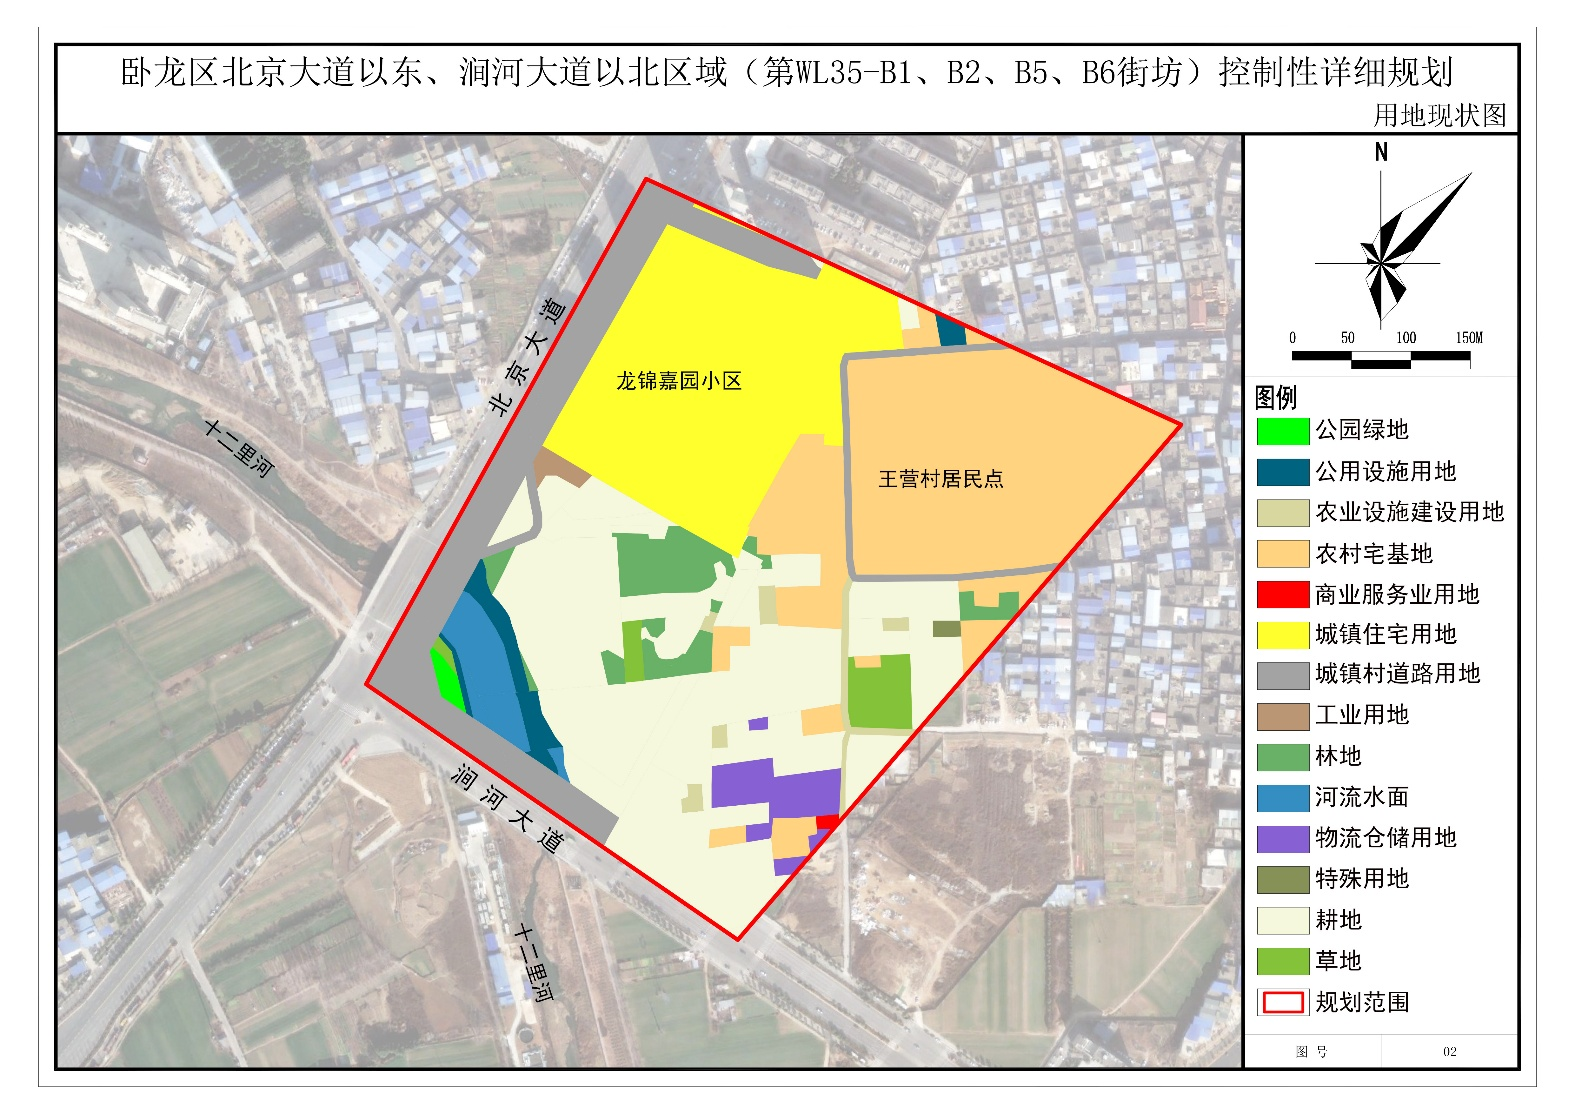 卧龙区北京大道以东、涧河大道以北区域（第WL35-B1、B2、B5、B6街坊）控制性详细规划
用地现状图
N
0 50 100 150M
北京大道
龙锦嘉园小区
十二里河
王营村居民点
涧河大道
十二里河
图例
公园绿地
公用设施用地
农业设施建设用地
农村宅基地
商业服务业用地
城镇住宅用地
城镇村道路用地
工业用地
林地
河流水面
物流仓储用地
特殊用地
耕地
草地
规划范围
图 号 02